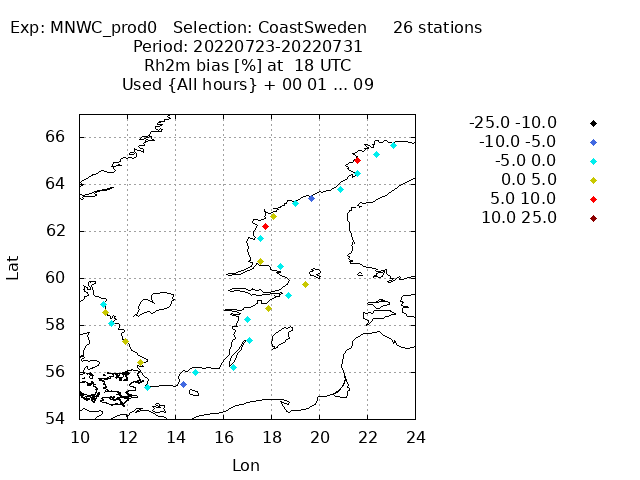 Exp: MNWC_prod0 Selection: CoastSweden 26 stations
Period: 20220723-20220731
Rh2m bias [%] at 18 UTC
Used {All hours} + 00 01 ... 09
-25.0 -10.0
-10.0 -5.0
-5.0 0.0
0.0 5.0
5.0 10.0
10.0 25.0
66
64
62
60
58
56
54
Lat
10 12 14 16 18 20 22 24
Lon